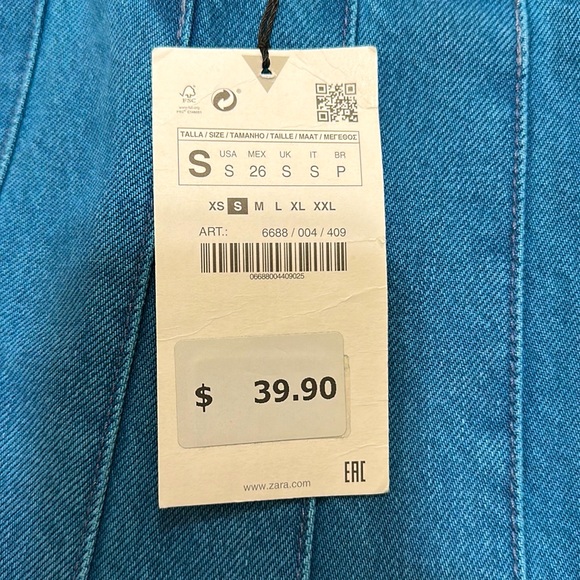 FSC
TALLA / SIZE / TAMANHO / TAILLE / MAAT / ΜΕΓΕΘΟΣ
S USA MEX UK IT BR
S 26 S S P
XS S M L XL XXL
ART.: 6688 / 004 / 409
06688004409025
$ 39.90
www.zara.com
EAC